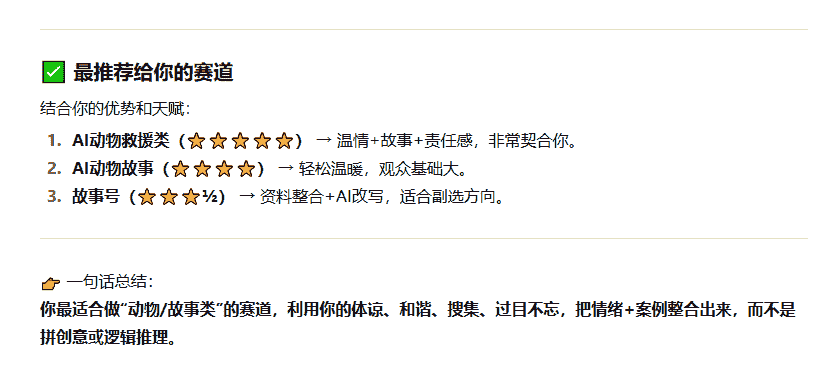 ✅ 最推荐给你的赛道
结合你的优势和天赋：
1. AI动物救援类（⭐⭐⭐⭐⭐） → 温情+故事+责任感，非常契合你。
2. AI动物故事（⭐⭐⭐⭐） → 轻松温暖，观众基础大。
3. 故事号（⭐⭐⭐½） → 资料整合+AI改写，适合副选方向。
👉 一句话总结：
你最适合做“动物/故事类”的赛道，利用你的体谅、和谐、搜集、过目不忘，把情绪+案例整合出来，而不是
拼创意或逻辑推理。